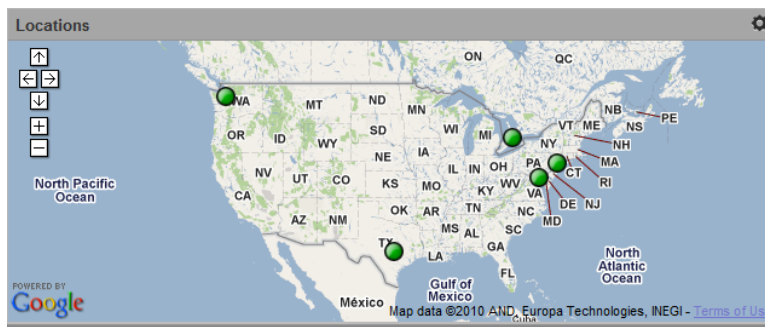 Locations
ON
QC
WA
MT
ND
MN
NB
PE
OR
ID
WY
SD
WI
MI
VT
ME
NS
NY
NH
NE
IA
IL
IN
OH
PA
MA
NV
UT
CO
KS
MO
KY
WV
VA
CT
RI
CA
NJ
DE
MD
AZ
NM
OK
AR
TN
NC
SC
TX
MS
AL
GA
LA
FL
North Pacific
Ocean
North
Atlantic
Ocean
Gulf of
Mexico
México
Cuba
POWERED BY
Google
Map data ©2010 AND, Europa Technologies, INEGI - Terms of Us